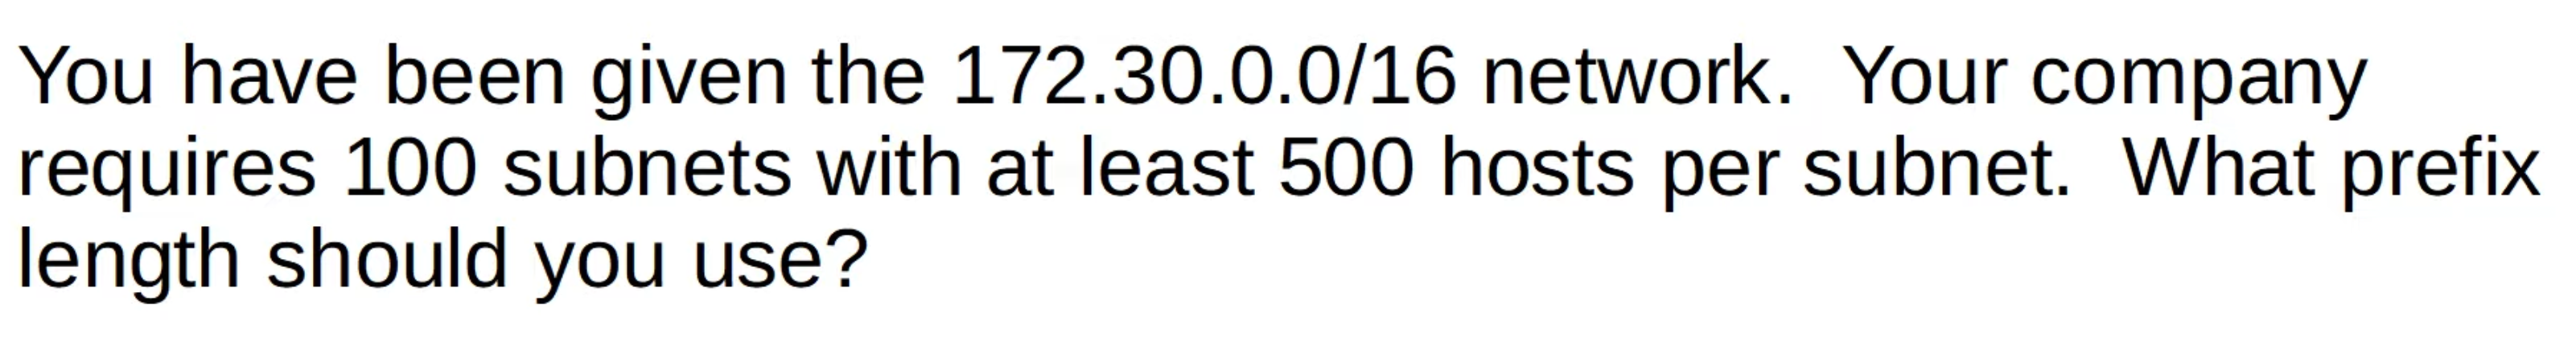 You have been given the 172.30.0.0/16 network.  Your company
requires 100 subnets with at least 500 hosts per subnet.  What prefix
length should you use?